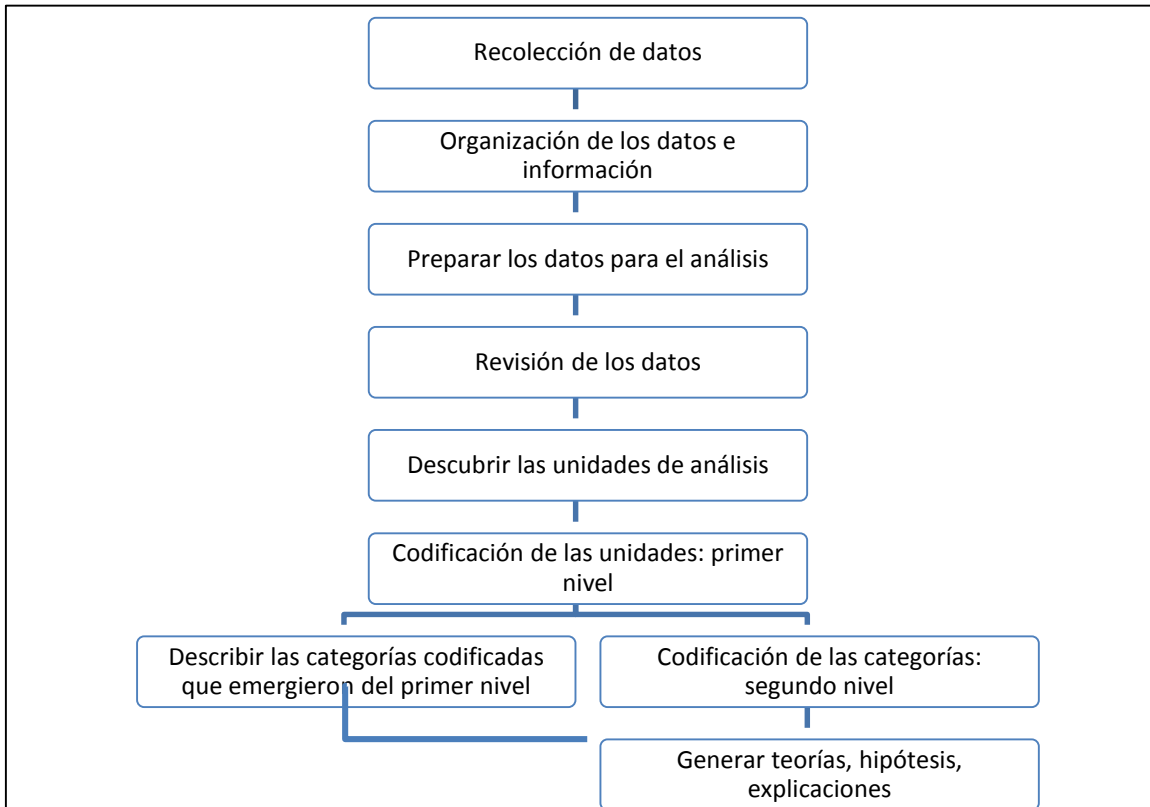 Recolección de datos
Organización de los datos e
información
Preparar los datos para el análisis
Revisión de los datos
Descubrir las unidades de análisis
Codificación de las unidades: primer
nivel
Describir las categorías codificadas
que emergieron del primer nivel
Codificación de las categorías:
segundo nivel
Generar teorías, hipótesis,
explicaciones